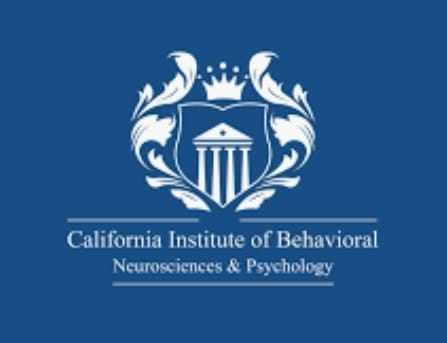 California Institute of Behavioral
Neurosciences & Psychology